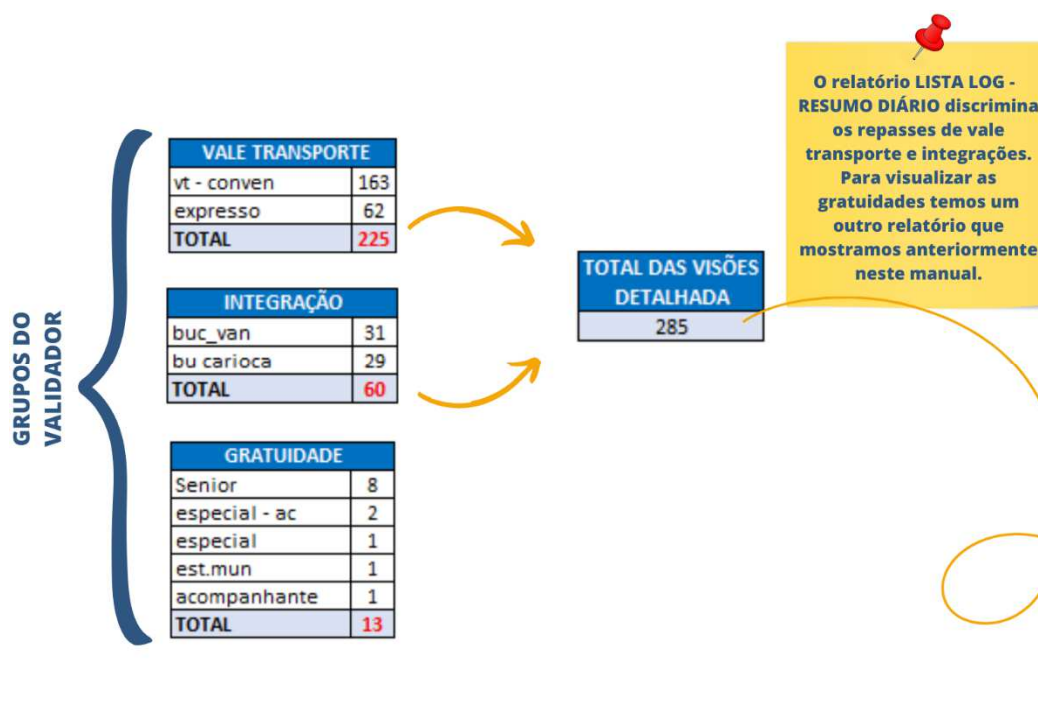 GRUPOS DO
VALIDADOR
VALE TRANSPORTE
vt - conven 163
expresso 62
TOTAL 225
INTEGRAÇÃO
buc_van 31
bu carioca 29
TOTAL 60
GRATUIDADE
Senior 8
especial - ac 2
especial 1
est.mun 1
acompanhante 1
TOTAL 13
TOTAL DAS VISÕES
DETALHADA
285
O relatório LISTA LOG -
RESUMO DIÁRIO discrimina
os repasses de vale
transporte e integrações.
Para visualizar as
gratuidades temos um
outro relatório que
mostramos anteriormente
neste manual.